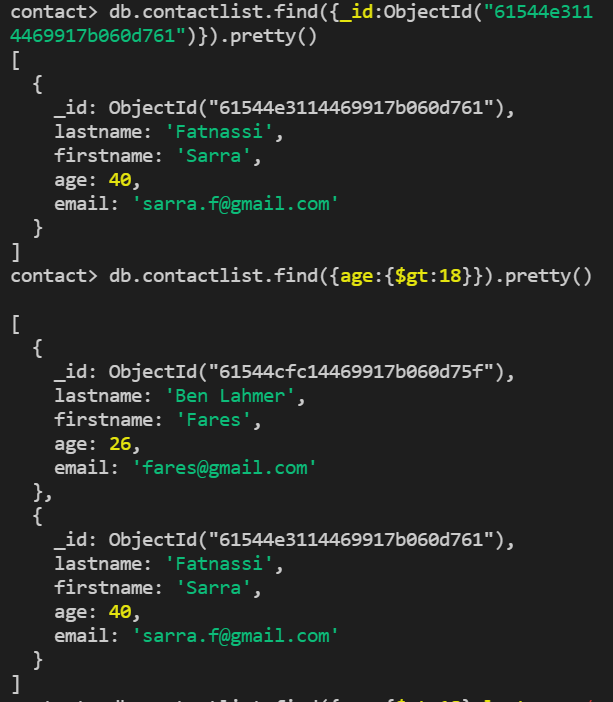 contact> db.contactlist.find({_id:ObjectId("61544e311
4469917b060d761")}).pretty()
[
  {
    _id: ObjectId("61544e3114469917b060d761"),
    lastname: 'Fatnassi',
    firstname: 'Sarra',
    age: 40,
    email: 'sarra.f@gmail.com'
  }
]
contact> db.contactlist.find({age:{$gt:18}}).pretty()
[
  {
    _id: ObjectId("61544cfc14469917b060d75f"),
    lastname: 'Ben Lahmer',
    firstname: 'Fares',
    age: 26,
    email: 'fares@gmail.com'
  },
  {
    _id: ObjectId("61544e3114469917b060d761"),
    lastname: 'Fatnassi',
    firstname: 'Sarra',
    age: 40,
    email: 'sarra.f@gmail.com'
  }
]